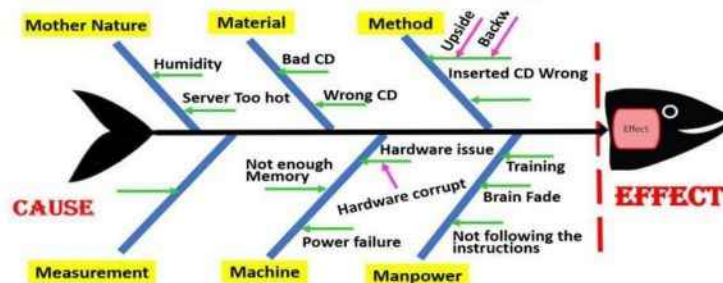 Mother Nature
Material
Method
Upside
Backw
Humidity
Bad CD
Inserted CD Wrong
Server Too hot
Wrong CD
Effect
Hardware issue
Not enough
Memory
Training
Hardware corrupt
Brain Fade
CAUSE
EFFECT
Power failure
Not following the
instructions
Measurement
Machine
Manpower